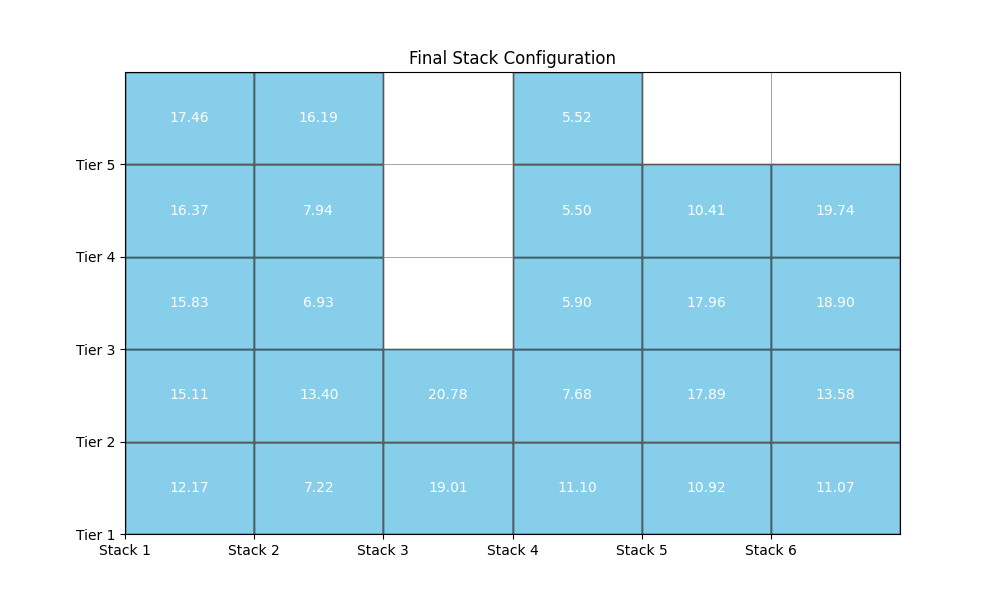 Final Stack Configuration
17.46 16.19 5.52
Tier 5
16.37 7.94 5.50 10.41 19.74
Tier 4
15.83 6.93 5.90 17.96 18.90
Tier 3
15.11 13.40 20.78 7.68 17.89 13.58
Tier 2
12.17 7.22 19.01 11.10 10.92 11.07
Tier 1
Stack 1 Stack 2 Stack 3 Stack 4 Stack 5 Stack 6